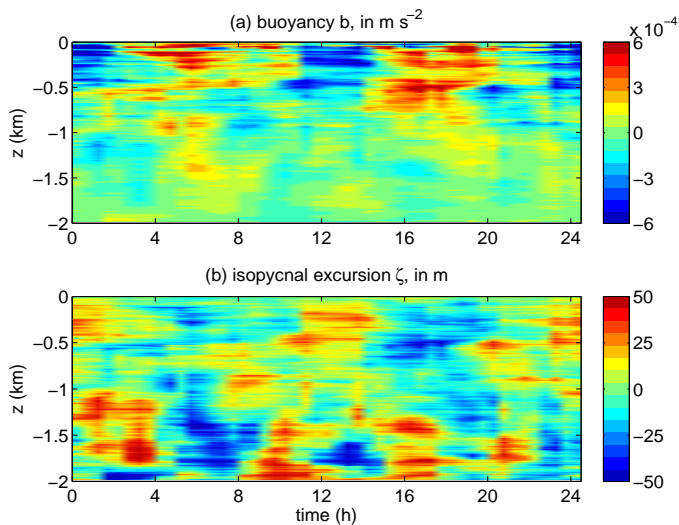 (a) buoyancy b, in m s⁻²
x 10⁻⁴
0
−0.5
−1
−1.5
−2
z (km)
0 4 8 12 16 20 24
6
3
0
−3
−6
(b) isopycnal excursion ζ, in m
0
−0.5
−1
−1.5
−2
z (km)
0 4 8 12 16 20 24
time (h)
50
25
0
−25
−50